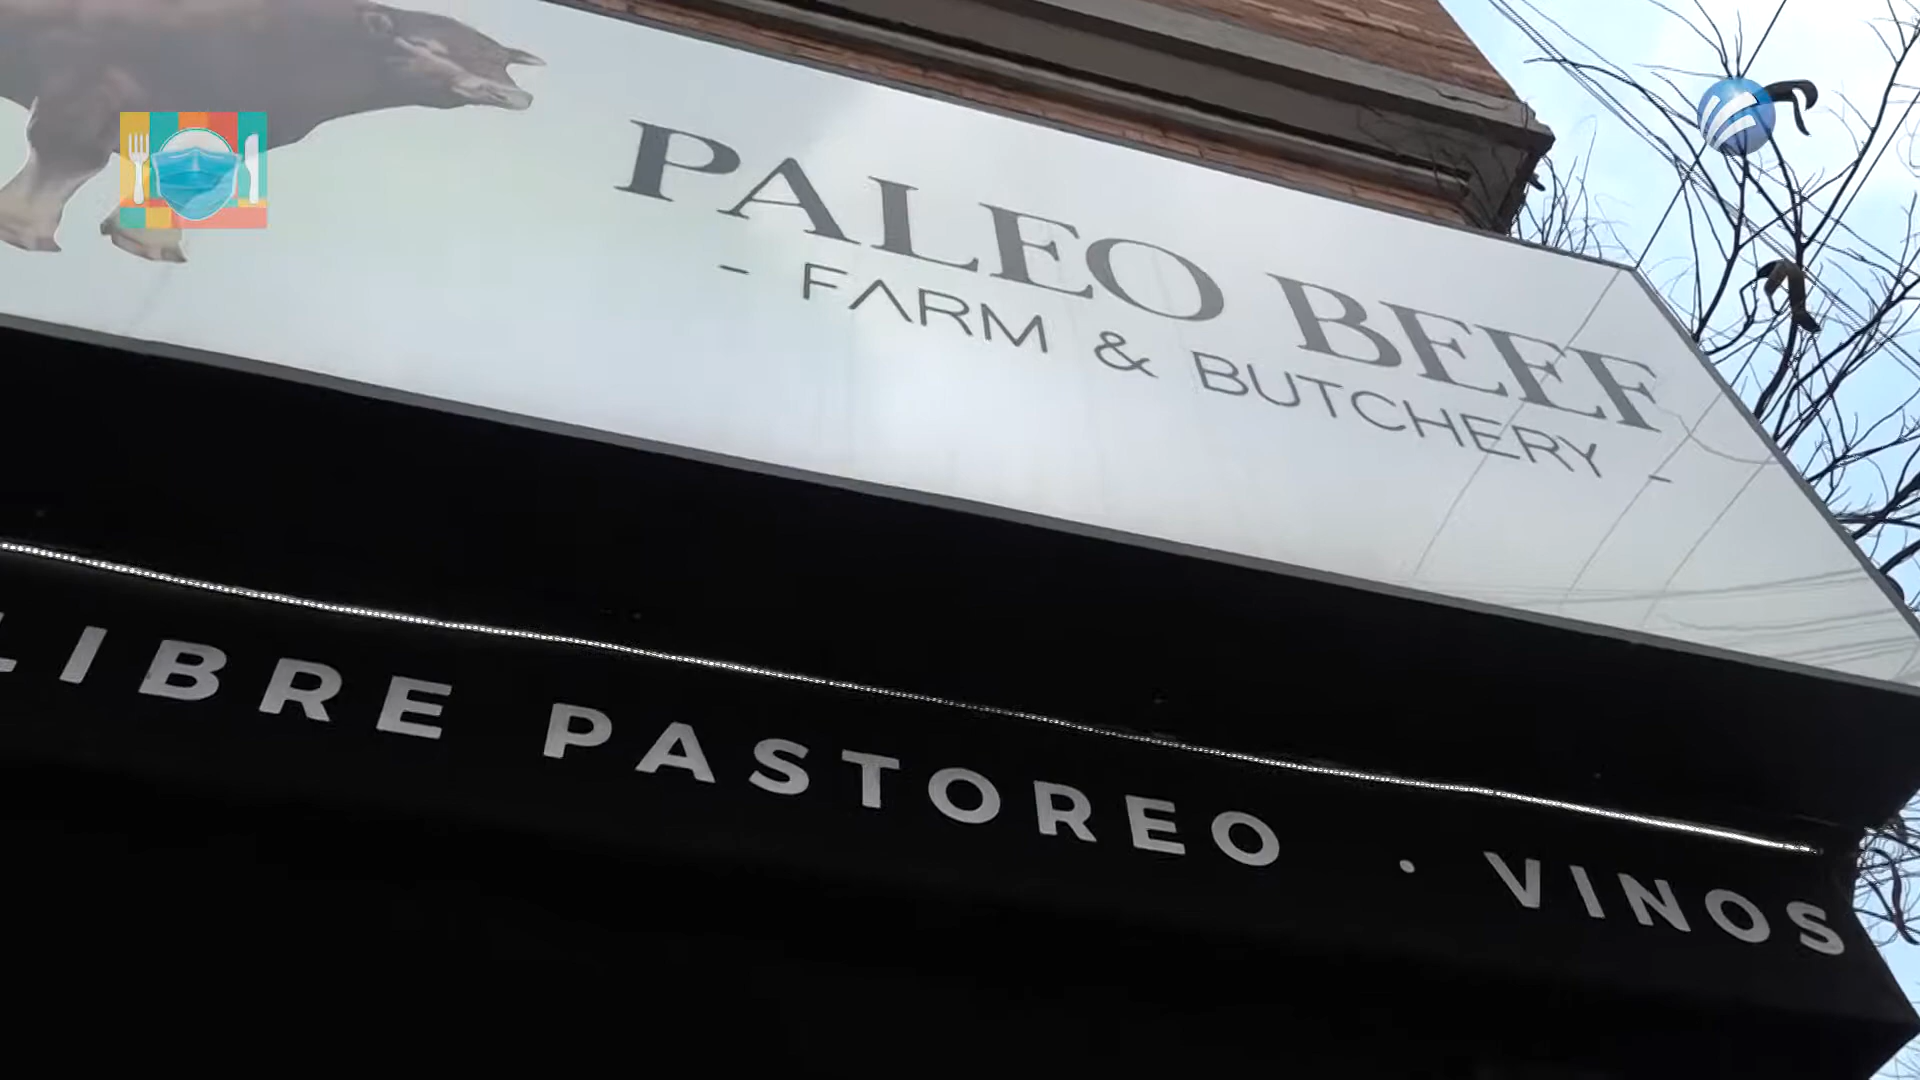 PALEO BEEF
- FARM & BUTCHERY -
LIBRE PASTOREO · VINOS